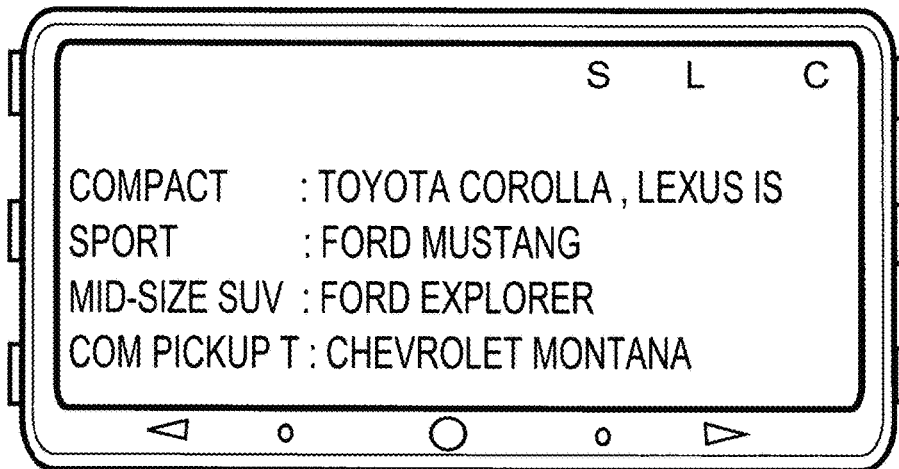 S L C
COMPACT : TOYOTA COROLLA , LEXUS IS
SPORT : FORD MUSTANG
MID-SIZE SUV : FORD EXPLORER
COM PICKUP T : CHEVROLET MONTANA